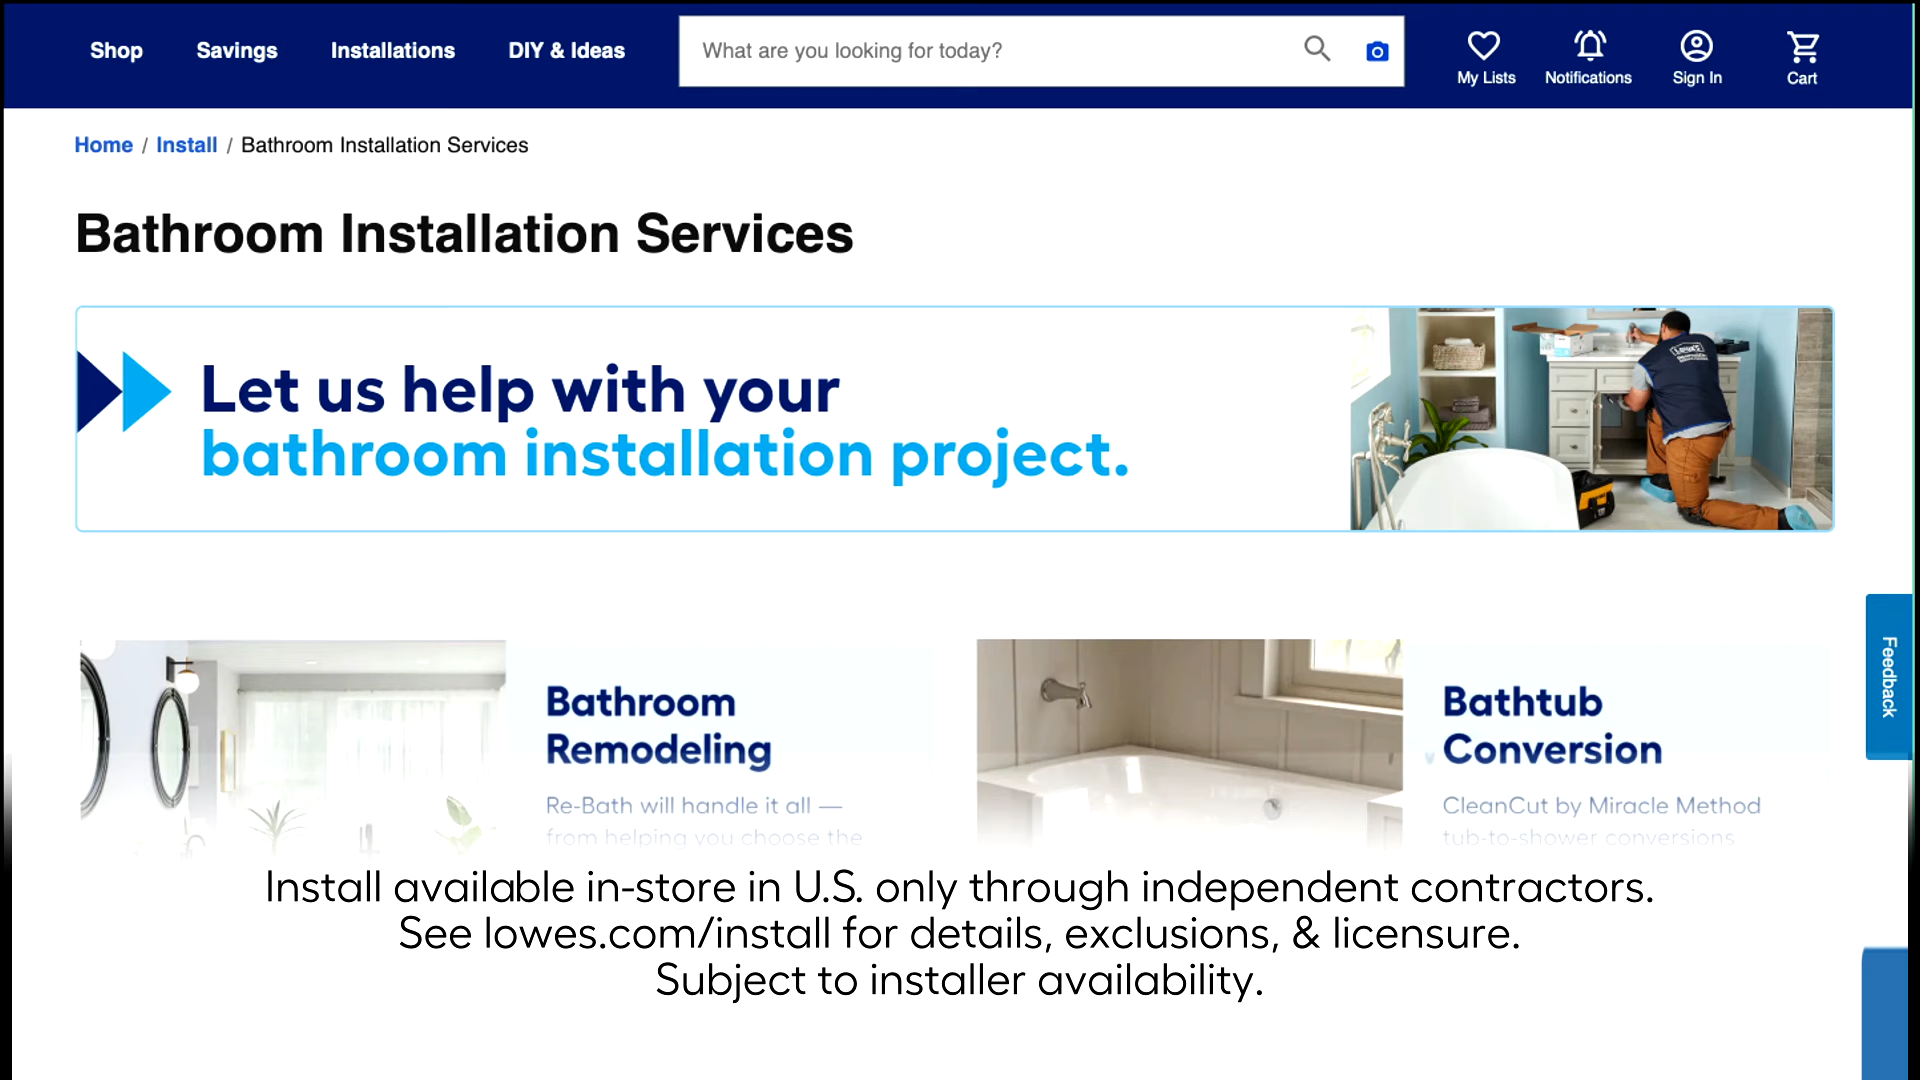 Shop Savings Installations DIY & Ideas What are you looking for today? My Lists Notifications Sign In Cart
Home / Install / Bathroom Installation Services
Bathroom Installation Services
Let us help with your
bathroom installation project.
LOWE'S
Feedback
Bathroom
Remodeling
Re-Bath will handle it all —
from helping you choose the
Bathtub
Conversion
CleanCut by Miracle Method
tub-to-shower conversions
Install available in-store in U.S. only through independent contractors.
See lowes.com/install for details, exclusions, & licensure.
Subject to installer availability.